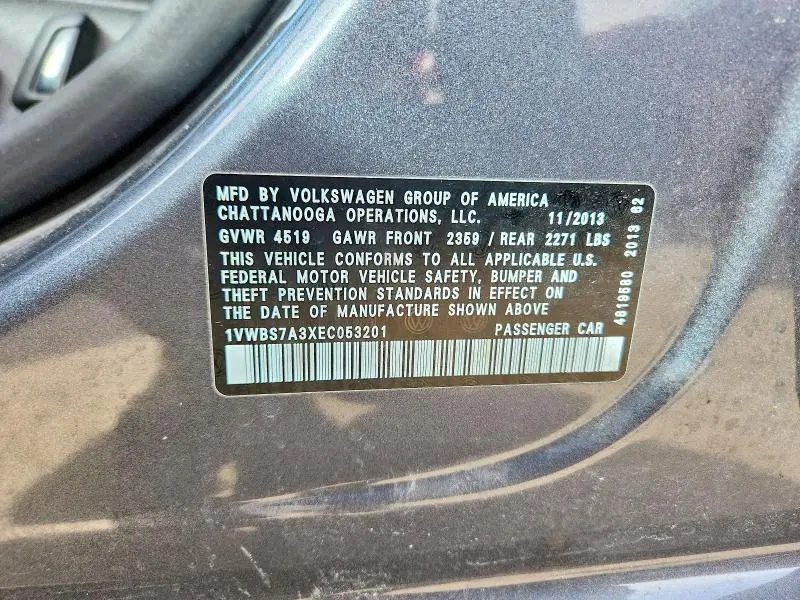 MFD BY VOLKSWAGEN GROUP OF AMERICA
CHATTANOOGA OPERATIONS, LLC. 11/2013
GVWR 4519 GAWR FRONT 2359 / REAR 2271 LBS
THIS VEHICLE CONFORMS TO ALL APPLICABLE U.S.
FEDERAL MOTOR VEHICLE SAFETY, BUMPER AND
THEFT PREVENTION STANDARDS IN EFFECT ON
THE DATE OF MANUFACTURE SHOWN ABOVE
1VWBS7A3XEC053201 PASSENGER CAR
4819580 2013 62